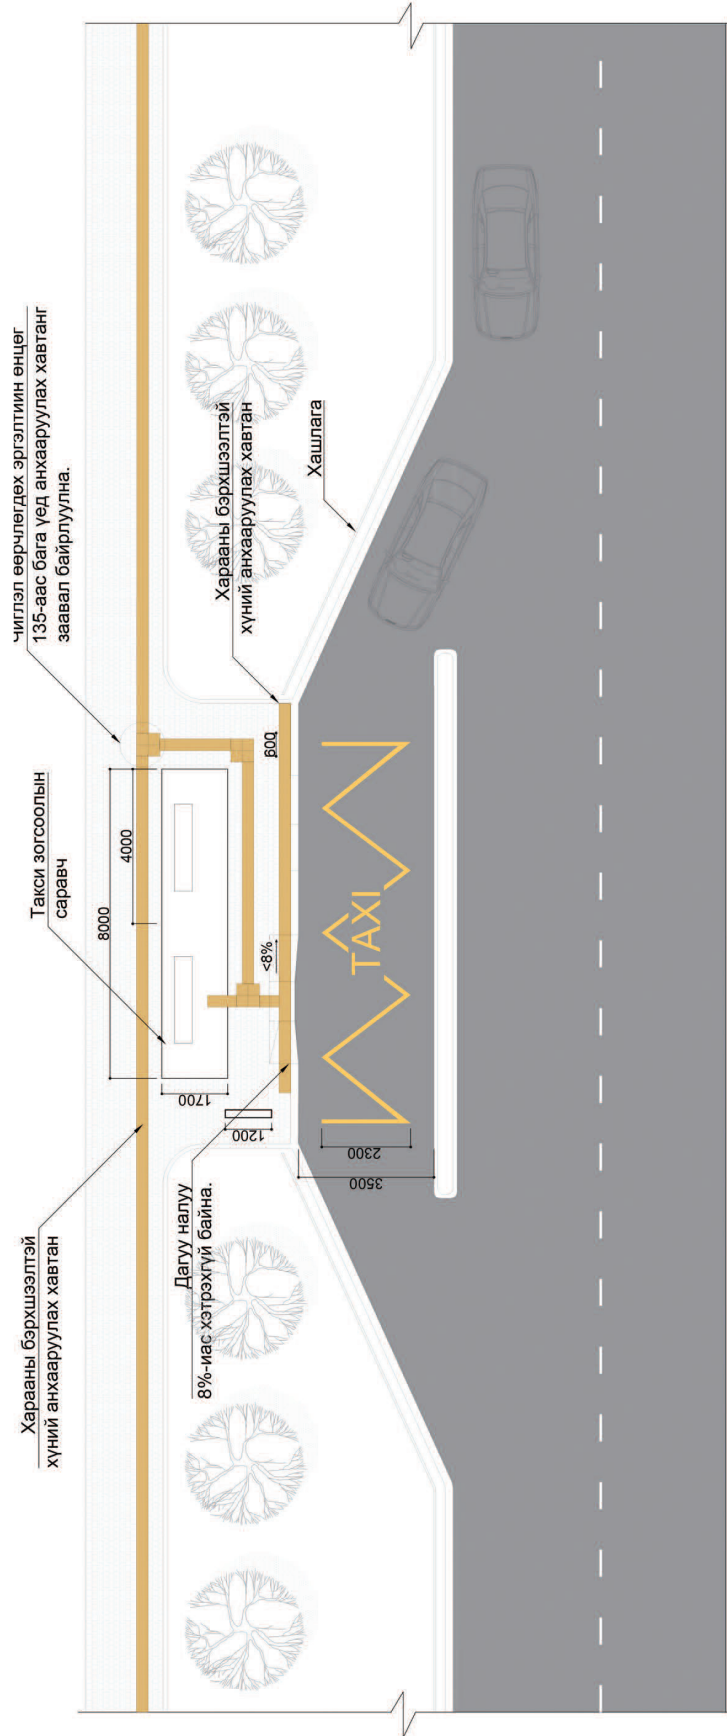 Харааны бэрхшээлтэй
хүний анхааруулах хавтан
Такси зогсоолын
саравч
чиглэл өөрчлөгдөх эргэлтийн өнцөг
135-аас бага үед анхааруулах хавтанг
заавал байрлуулна.
8000
4000
1700
1200
600
<8%
Харааны бэрхшээлтэй
хүний анхааруулах хавтан
Хашлага
Дагуу налуу
8%-иас хэтрэхгүй байна.
2300
3500
TAXI